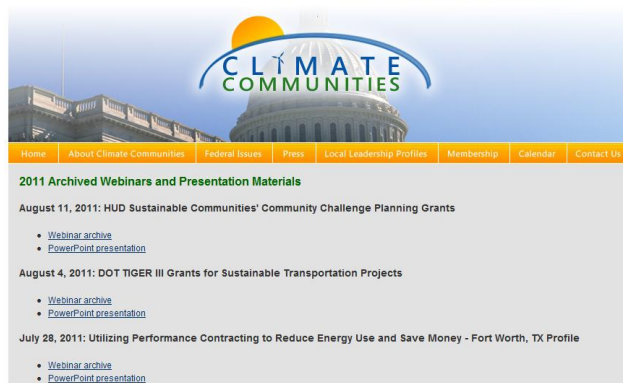 CLIMATE
COMMUNITIES
Home About Climate Communities Federal Issues Press Local Leadership Profiles Membership Calendar Contact Us
2011 Archived Webinars and Presentation Materials
August 11, 2011: HUD Sustainable Communities' Community Challenge Planning Grants
Webinar archive
PowerPoint presentation
August 4, 2011: DOT TIGER III Grants for Sustainable Transportation Projects
Webinar archive
PowerPoint presentation
July 28, 2011: Utilizing Performance Contracting to Reduce Energy Use and Save Money - Fort Worth, TX Profile
Webinar archive
PowerPoint presentation